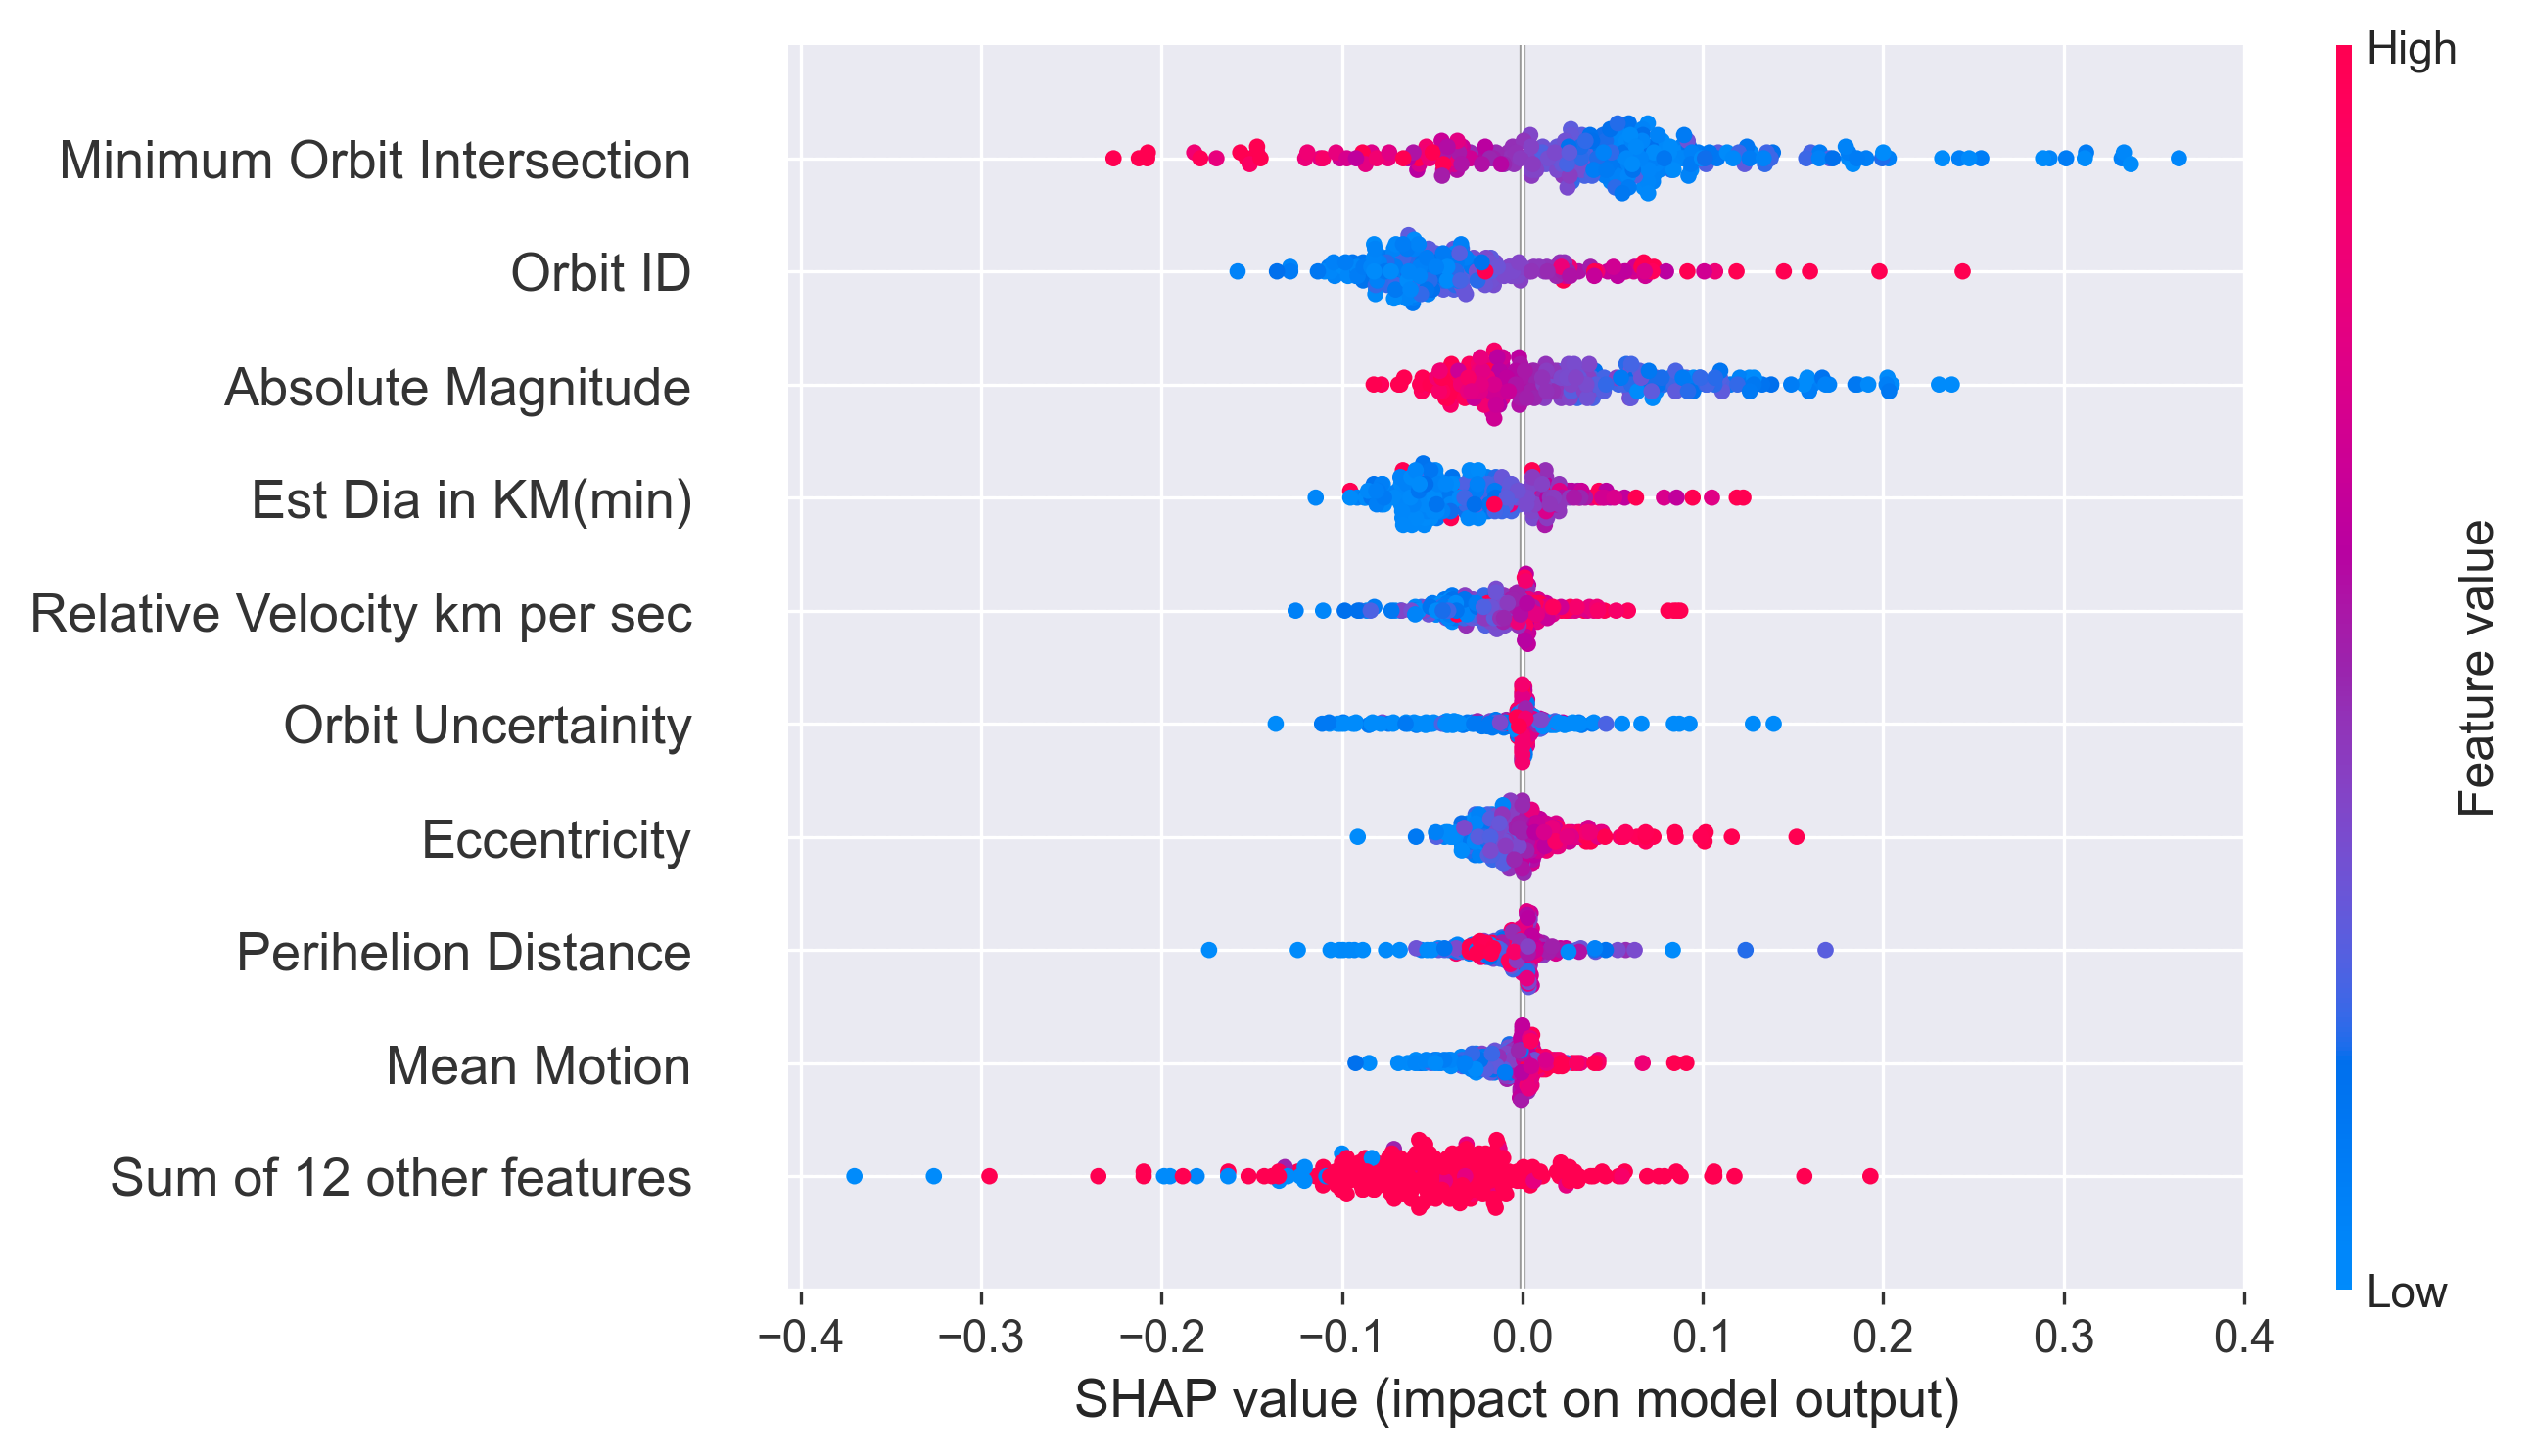 High
Minimum Orbit Intersection
Orbit ID
Absolute Magnitude
Est Dia in KM(min)
Relative Velocity km per sec
Orbit Uncertainity
Eccentricity
Perihelion Distance
Mean Motion
Sum of 12 other features
Feature value
Low
−0.4 −0.3 −0.2 −0.1 0.0 0.1 0.2 0.3 0.4
SHAP value (impact on model output)